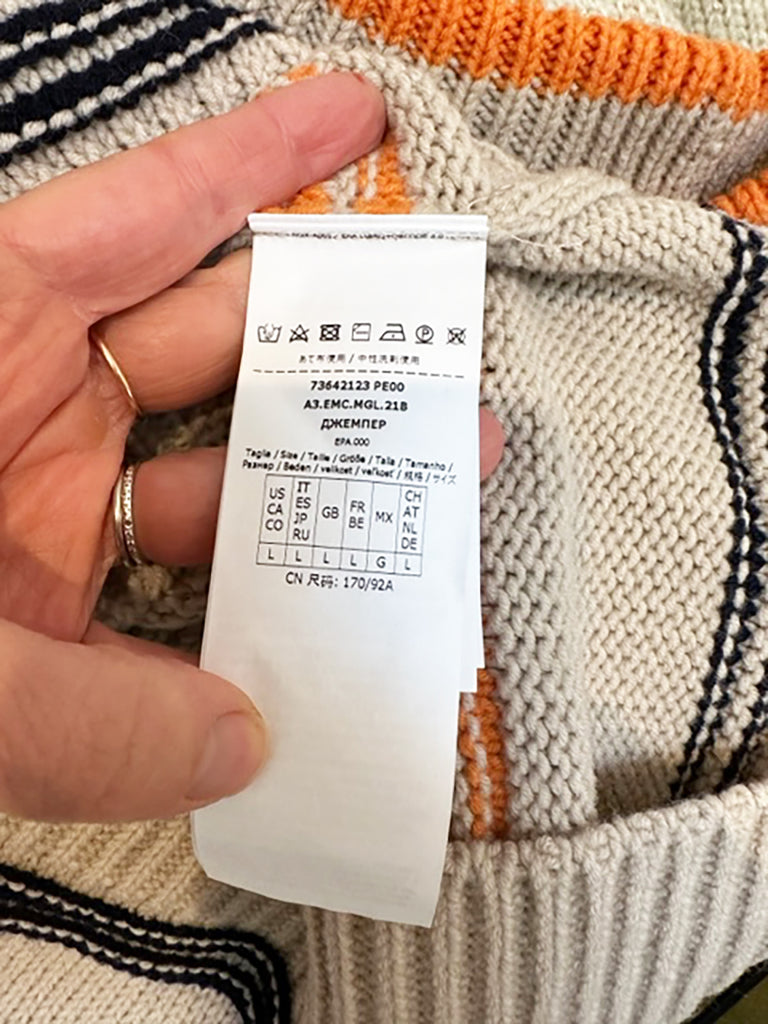 あて布使用 / 中性洗剤使用
73642123 PE00
A3.EMC.MGL.21B
ДЖЕМПЕР
EPA.000
Taglia / Size / Taille / Größe / Talla / Tamanho /
Размер / Beden / velikost / veľkosť / 规格 / サイズ
US CA CO IT ES JP RU GB FR BE MX CH AT NL DE
L L L L G L
CN 尺码: 170/92A